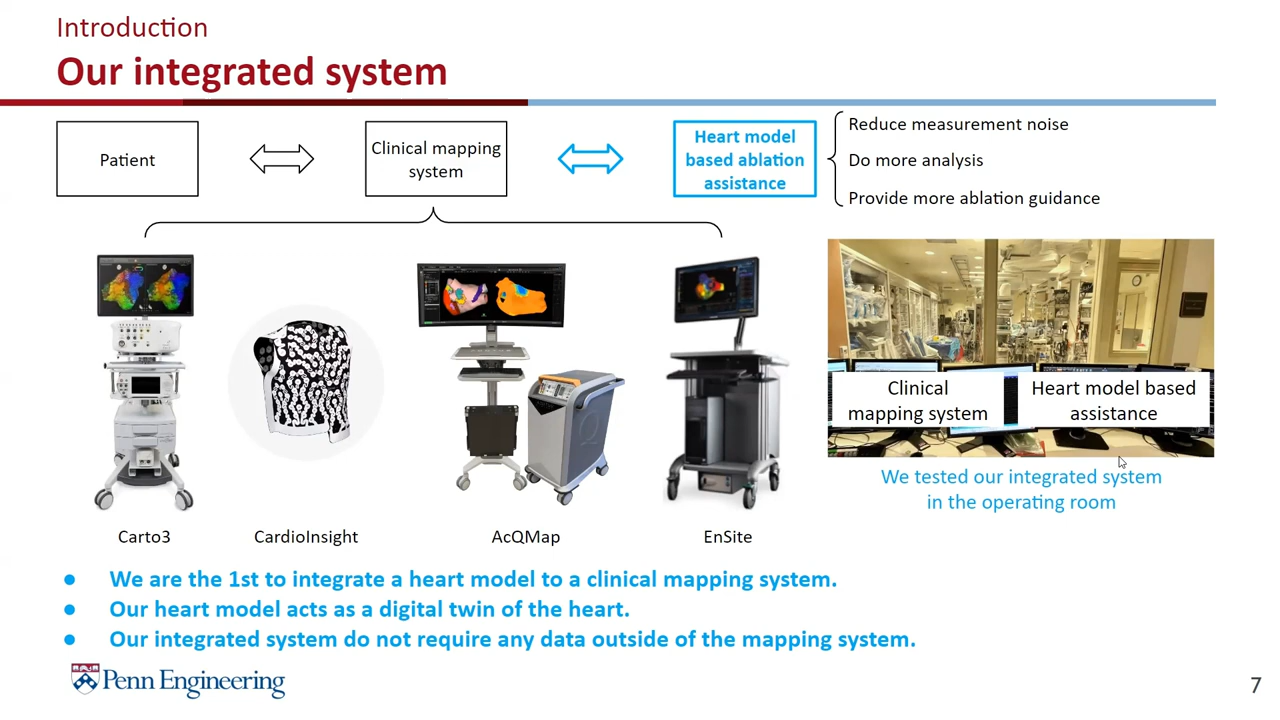 Introduction
Our integrated system
Patient
Clinical mapping
system
Heart model
based ablation
assistance
Reduce measurement noise
Do more analysis
Provide more ablation guidance
Clinical
mapping system
Heart model based
assistance
We tested our integrated system
in the operating room
Carto3
CardioInsight
AcQMap
EnSite
● We are the 1st to integrate a heart model to a clinical mapping system.
● Our heart model acts as a digital twin of the heart.
● Our integrated system do not require any data outside of the mapping system.
Penn Engineering
7